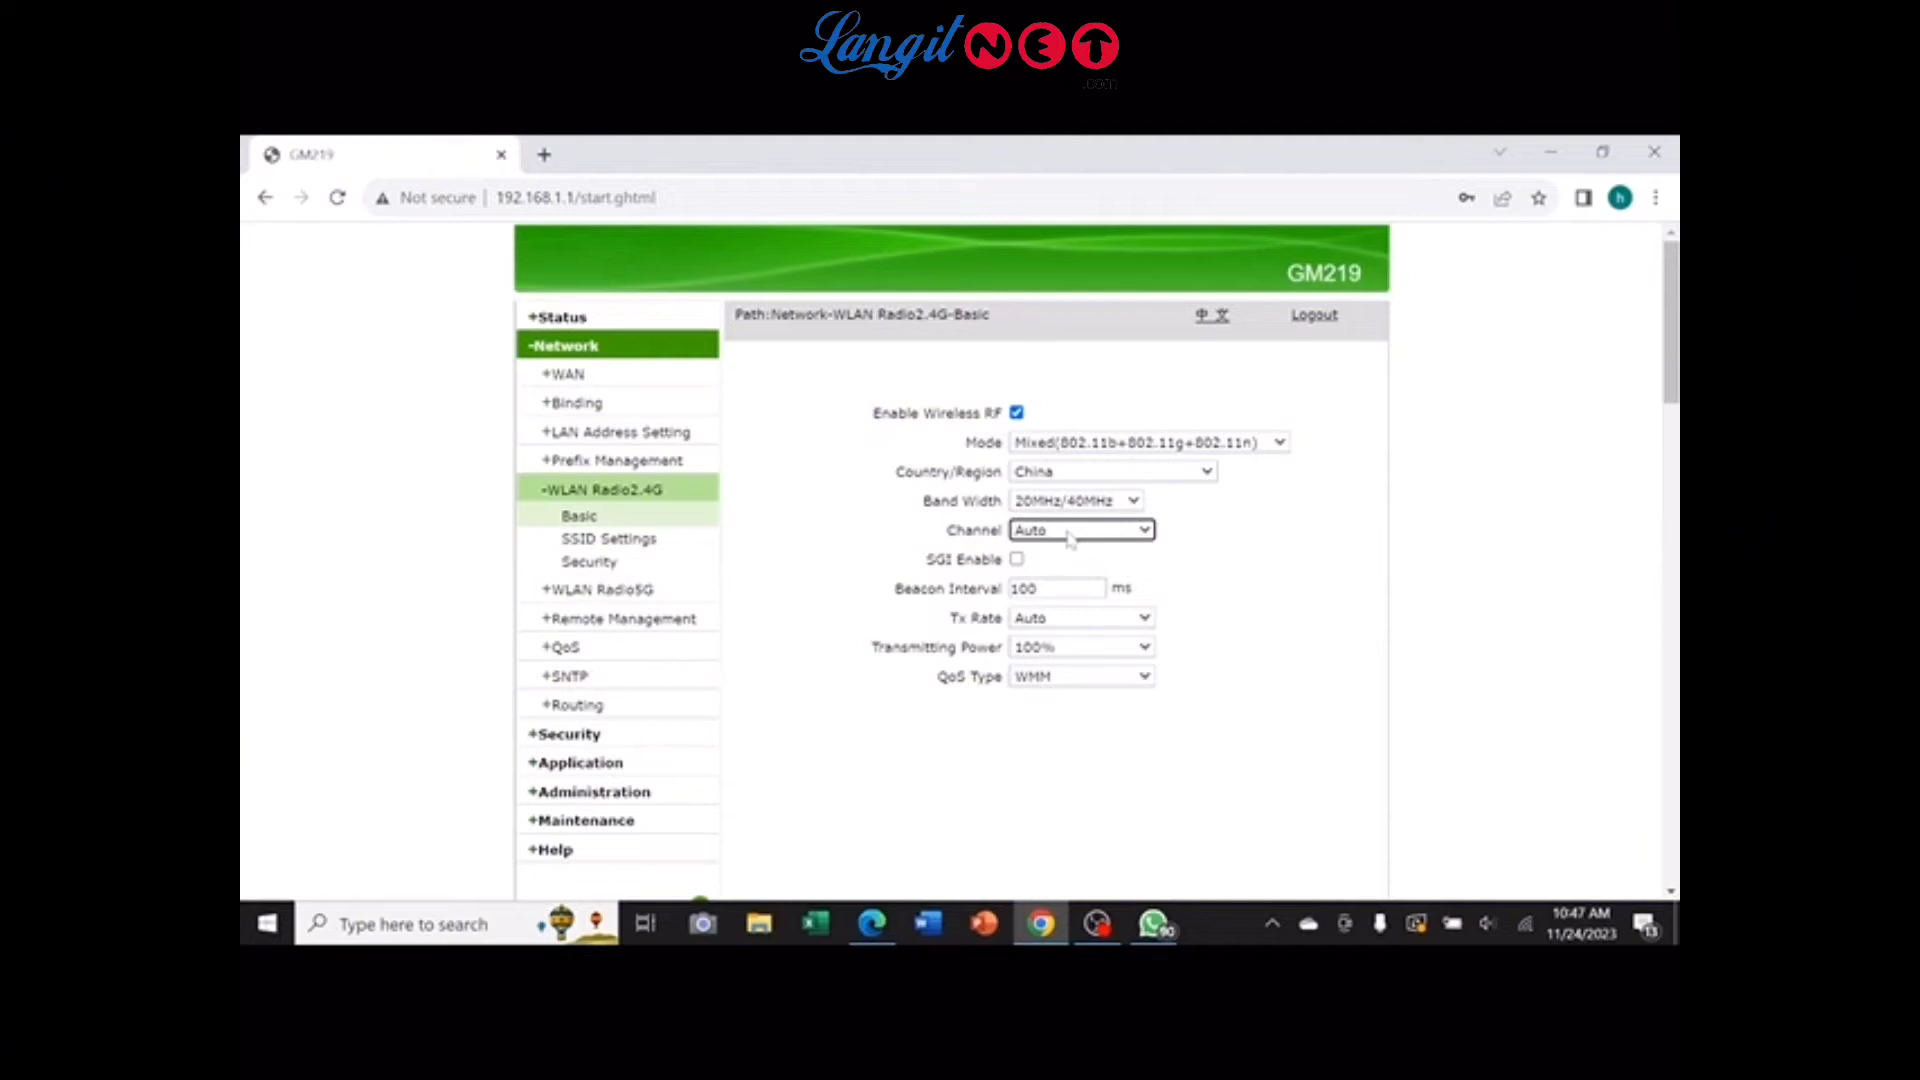 LangitNET
.com
GM219
Not secure | 192.168.1.1/start.ghtml
GM219
+Status
Path:Network-WLAN Radio2.4G-Basic
中文
Logout
-Network
+WAN
+Binding
+LAN Address Setting
+Prefix Management
-WLAN Radio2.4G
Basic
SSID Settings
Security
+WLAN Radio5G
+Remote Management
+QoS
+SNTP
+Routing
+Security
+Application
+Administration
+Maintenance
+Help
Enable Wireless RF
Mode Mixed(802.11b+802.11g+802.11n)
Country/Region China
Band Width 20MHz/40MHz
Channel Auto
SGI Enable
Beacon Interval 100 ms
Tx Rate Auto
Transmitting Power 100%
QoS Type WMM
Type here to search
90
10:47 AM
11/24/2023
13